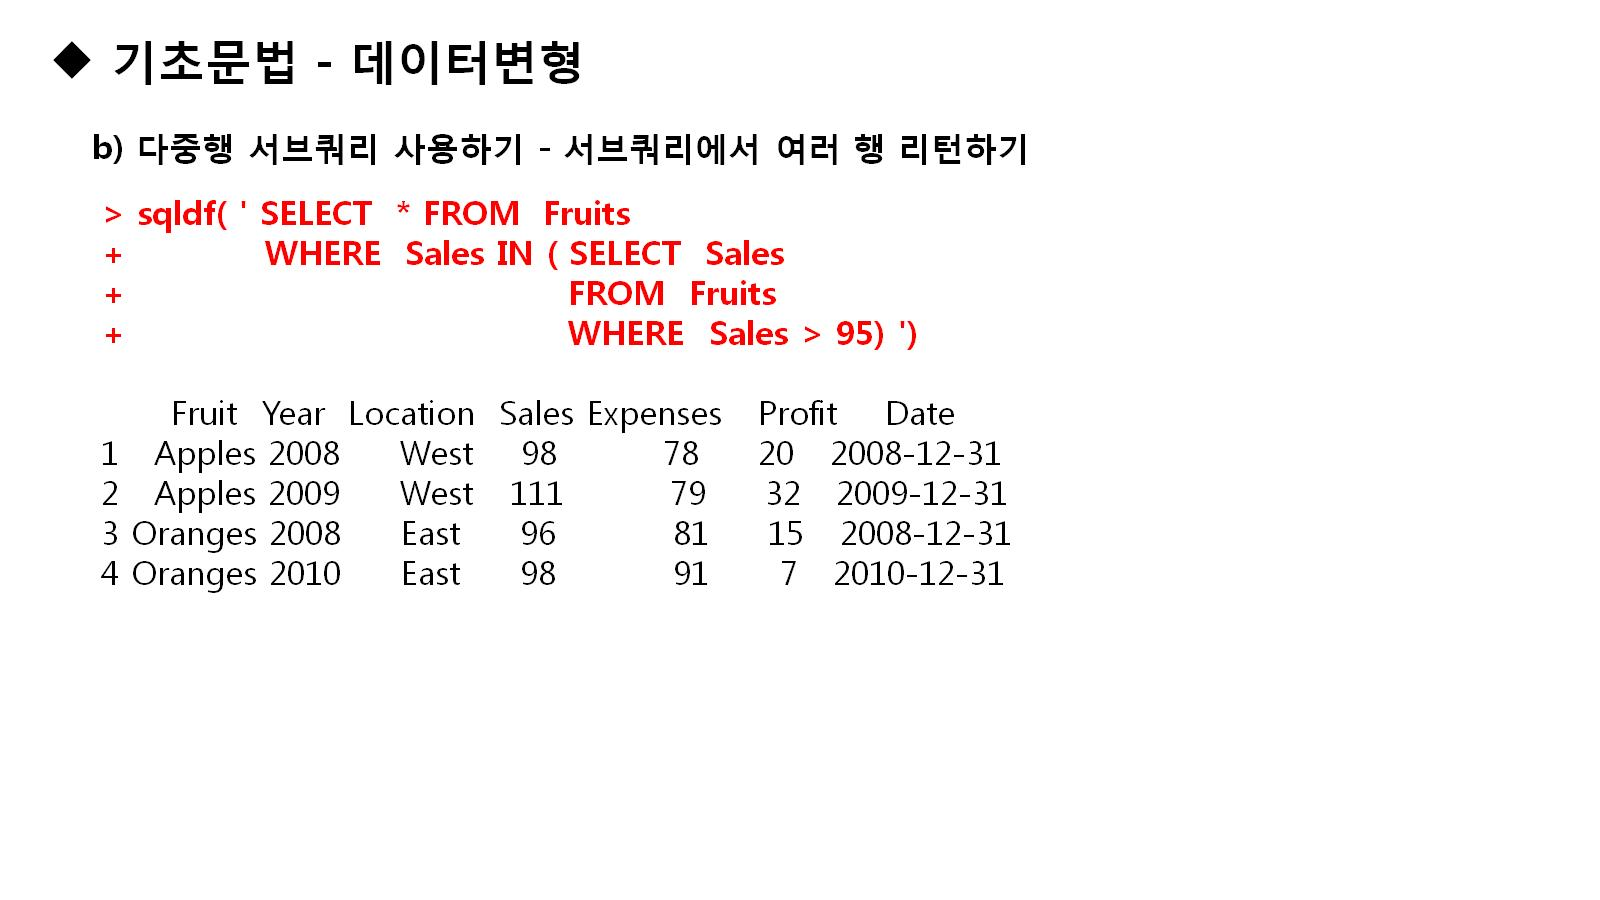 ◆ 기초문법 - 데이터변형
b) 다중행 서브쿼리 사용하기 - 서브쿼리에서 여러 행 리턴하기
> sqldf( ' SELECT * FROM Fruits
+ WHERE Sales IN ( SELECT Sales
+ FROM Fruits
+ WHERE Sales > 95) ')
Fruit Year Location Sales Expenses Profit Date
1 Apples 2008 West 98 78 20 2008-12-31
2 Apples 2009 West 111 79 32 2009-12-31
3 Oranges 2008 East 96 81 15 2008-12-31
4 Oranges 2010 East 98 91 7 2010-12-31